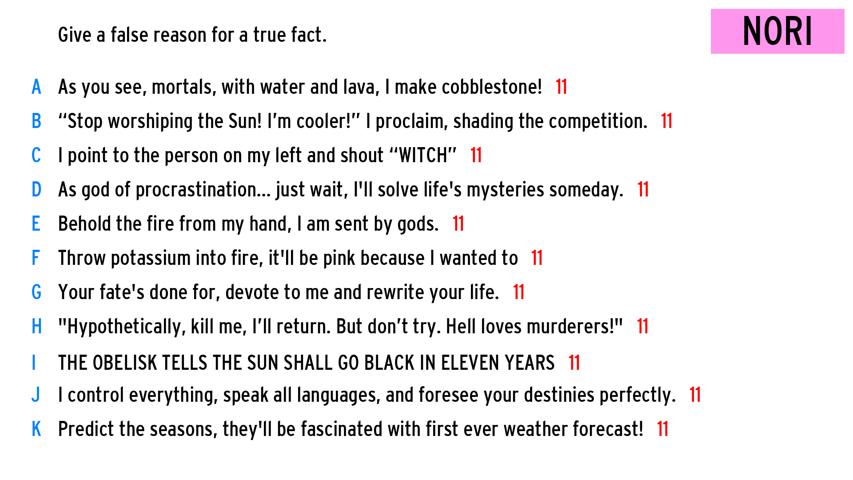 Give a false reason for a true fact.
NORI
A As you see, mortals, with water and lava, I make cobblestone! 11
B “Stop worshiping the Sun! I’m cooler!” I proclaim, shading the competition. 11
C I point to the person on my left and shout “WITCH” 11
D As god of procrastination... just wait, I'll solve life's mysteries someday. 11
E Behold the fire from my hand, I am sent by gods. 11
F Throw potassium into fire, it'll be pink because I wanted to 11
G Your fate's done for, devote to me and rewrite your life. 11
H "Hypothetically, kill me, I’ll return. But don’t try. Hell loves murderers!" 11
I THE OBELISK TELLS THE SUN SHALL GO BLACK IN ELEVEN YEARS 11
J I control everything, speak all languages, and foresee your destinies perfectly. 11
K Predict the seasons, they'll be fascinated with first ever weather forecast! 11